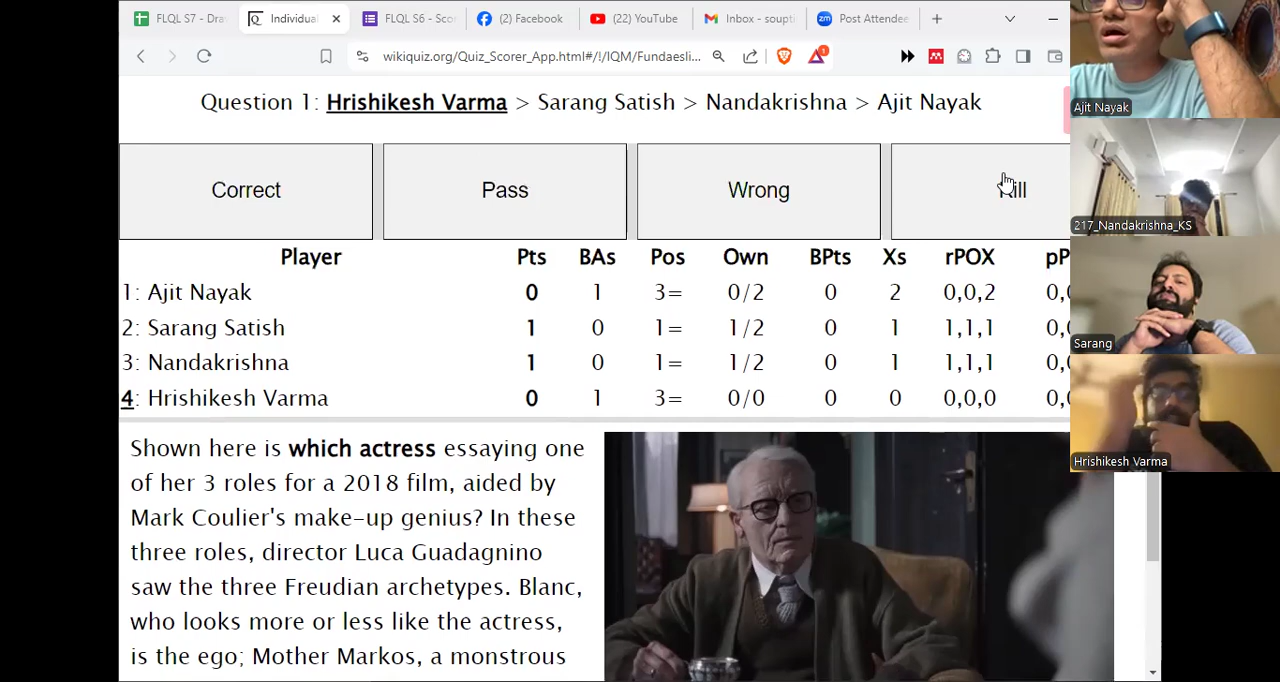 FLQL S7 - Dra
Individual
FLQL S6 - Sco
(2) Facebook
(22) YouTube
Inbox - soupti
Post Attendee
wikiquiz.org/Quiz_Scorer_App.html#/!/IQM/Fundaesli...
1
Question 1: Hrishikesh Varma > Sarang Satish > Nandakrishna > Ajit Nayak
Correct Pass Wrong
Player Pts BAs Pos Own BPts Xs rPOX
1: Ajit Nayak 0 1 3= 0/2 0 2 0,0,2
2: Sarang Satish 1 0 1= 1/2 0 1 1,1,1
3: Nandakrishna 1 0 1= 1/2 0 1 1,1,1
4: Hrishikesh Varma 0 1 3= 0/0 0 0 0,0,0
Shown here is which actress essaying one
of her 3 roles for a 2018 film, aided by
Mark Coulier's make-up genius? In these
three roles, director Luca Guadagnino
saw the three Freudian archetypes. Blanc,
who looks more or less like the actress,
is the ego; Mother Markos, a monstrous
Ajit Nayak
217_Nandakrishna_KS
Sarang
Hrishikesh Varma